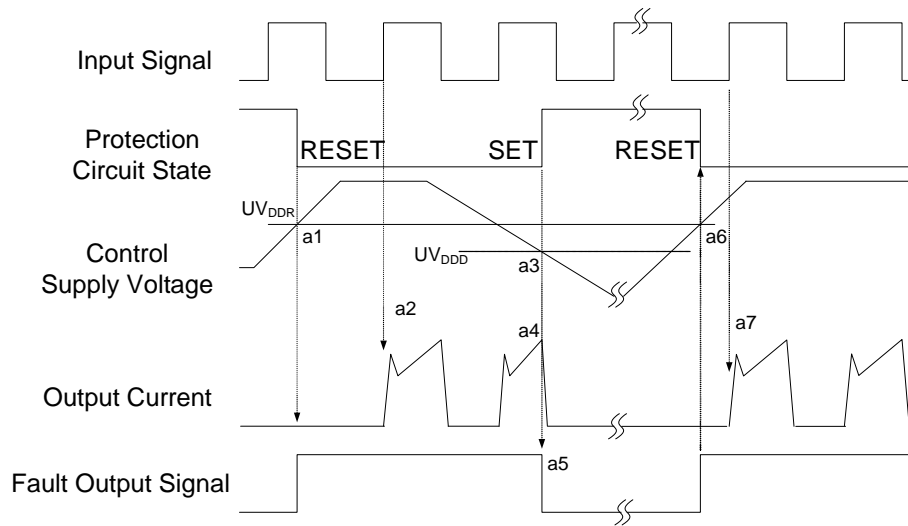 Input Signal
Protection
Circuit State
RESET
SET
RESET
UVDDR
a1
a6
Control
Supply Voltage
UVDDD
a3
a2
a4
a7
Output Current
a5
Fault Output Signal